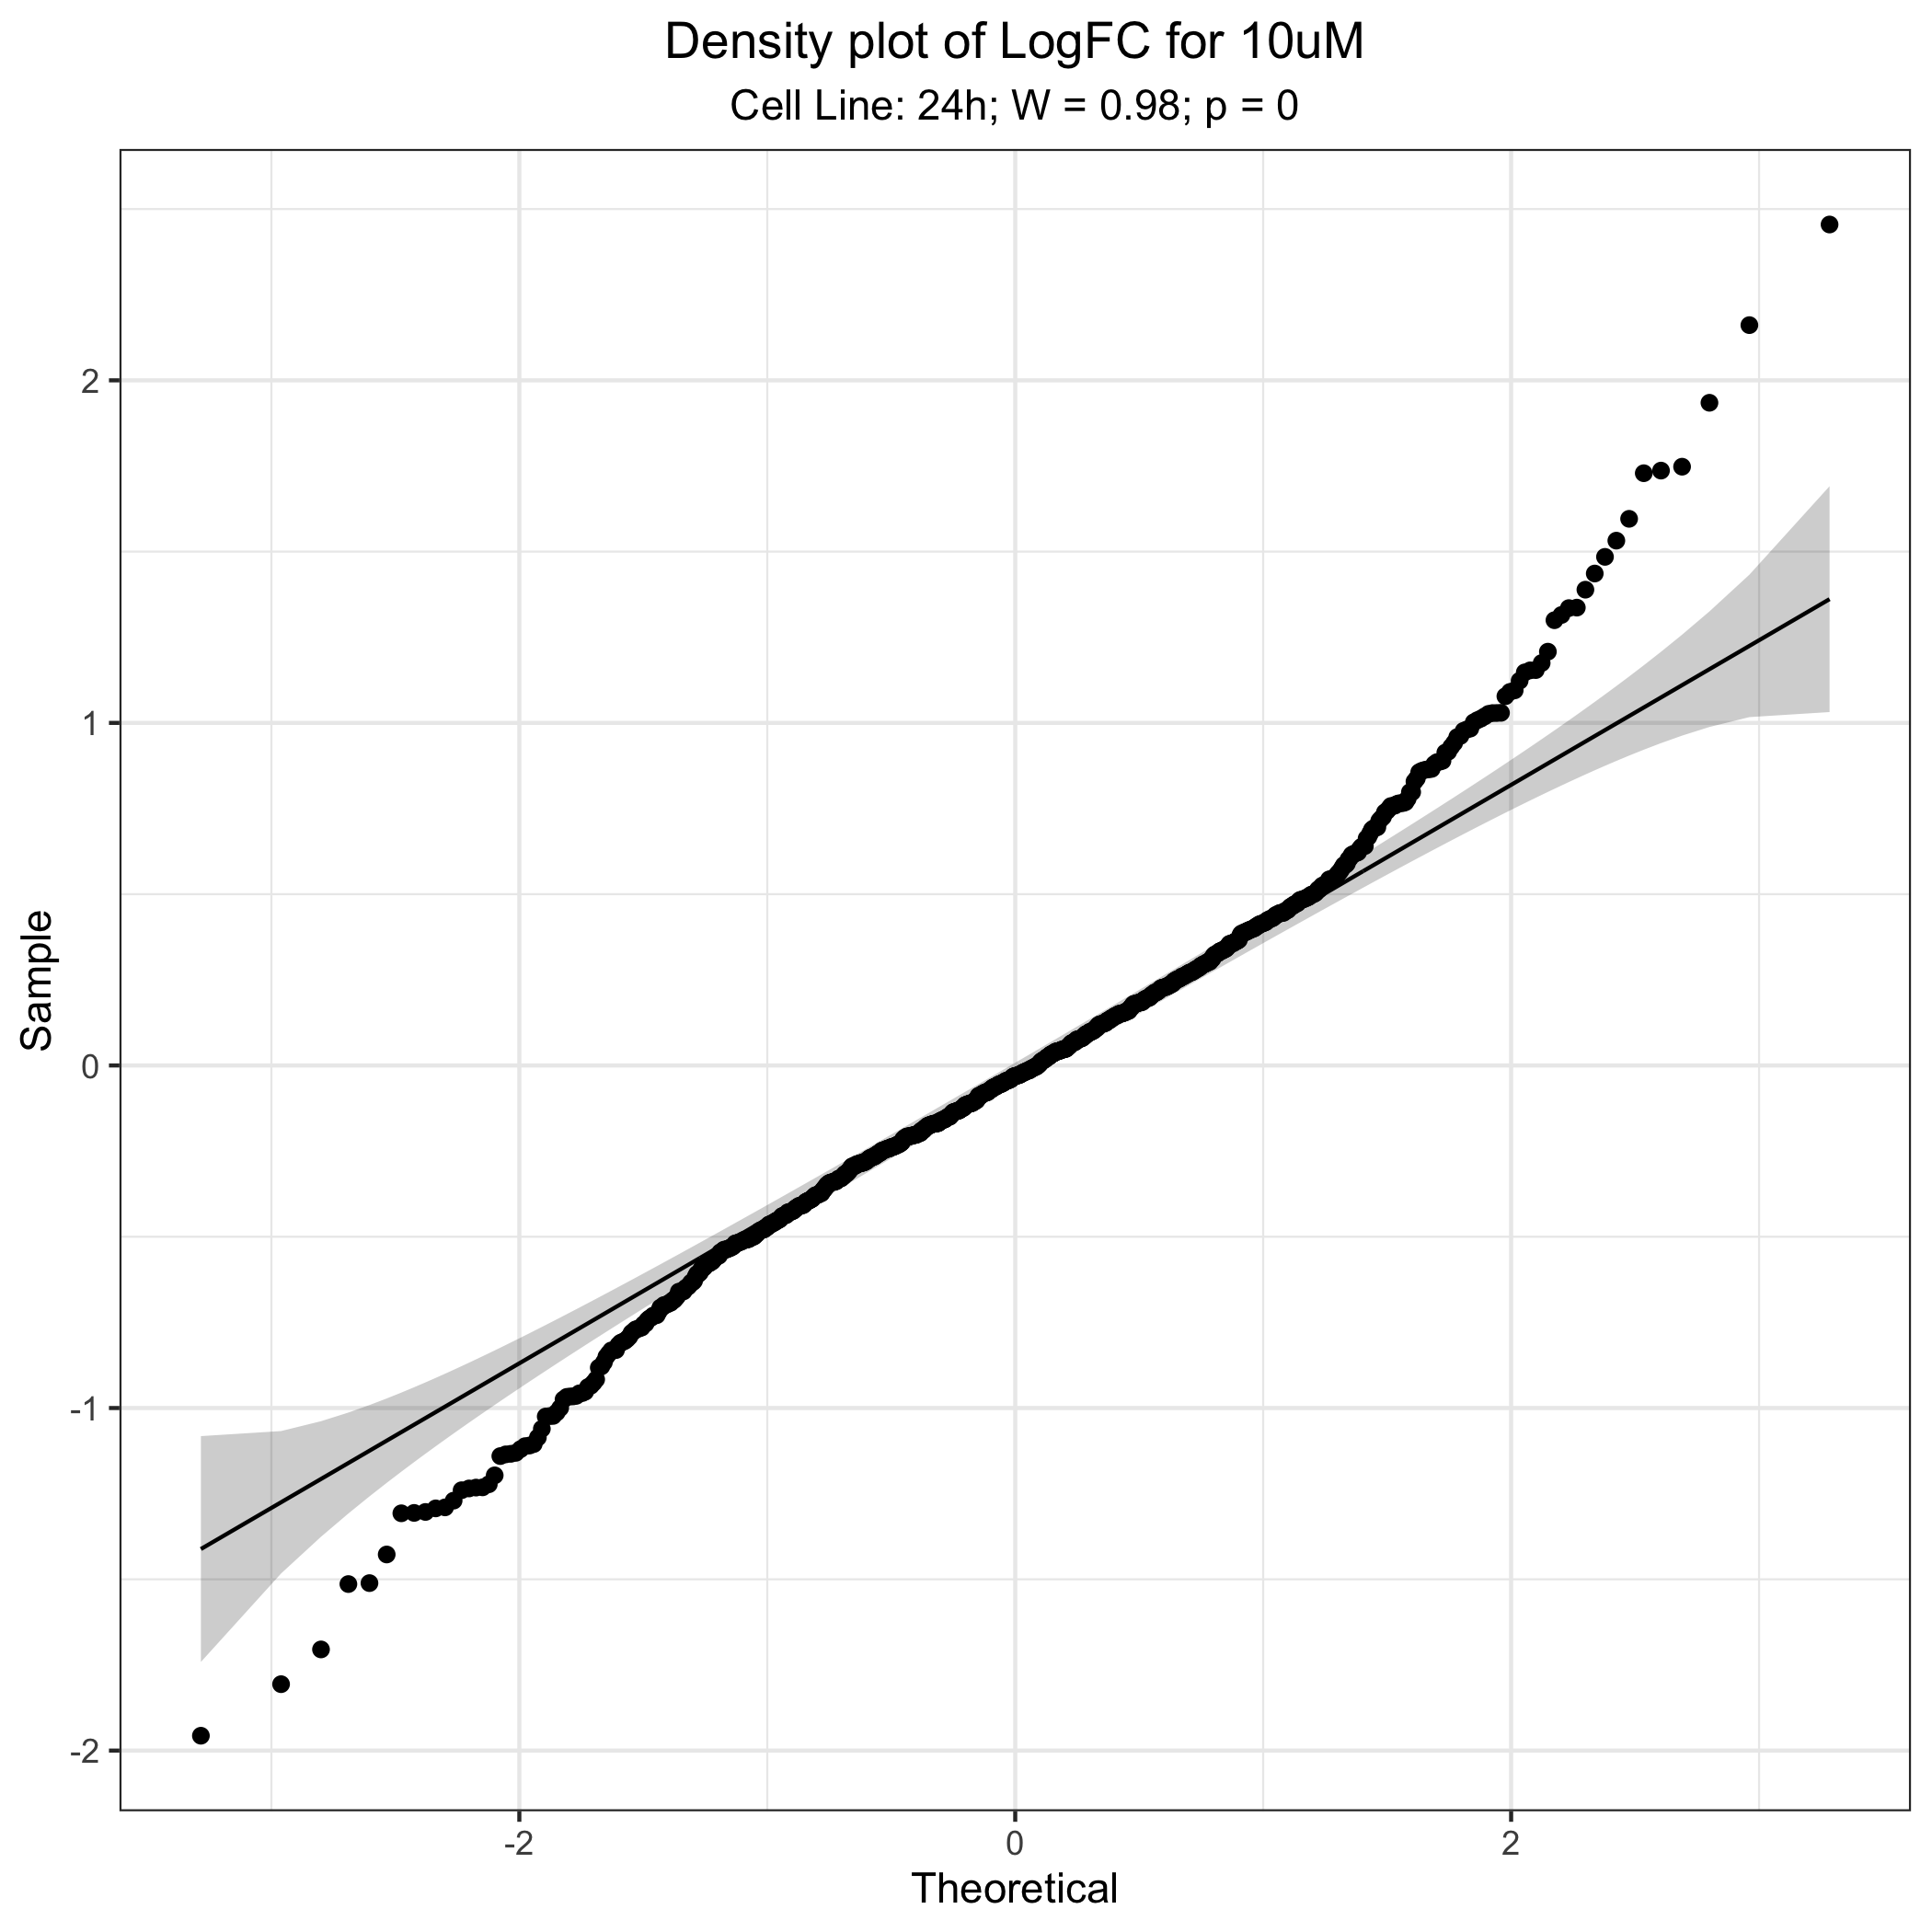 Density plot of LogFC for 10uM
Cell Line: 24h; W = 0.98; p = 0
2
1
0
-1
-2
Sample
-2
0
2
Theoretical